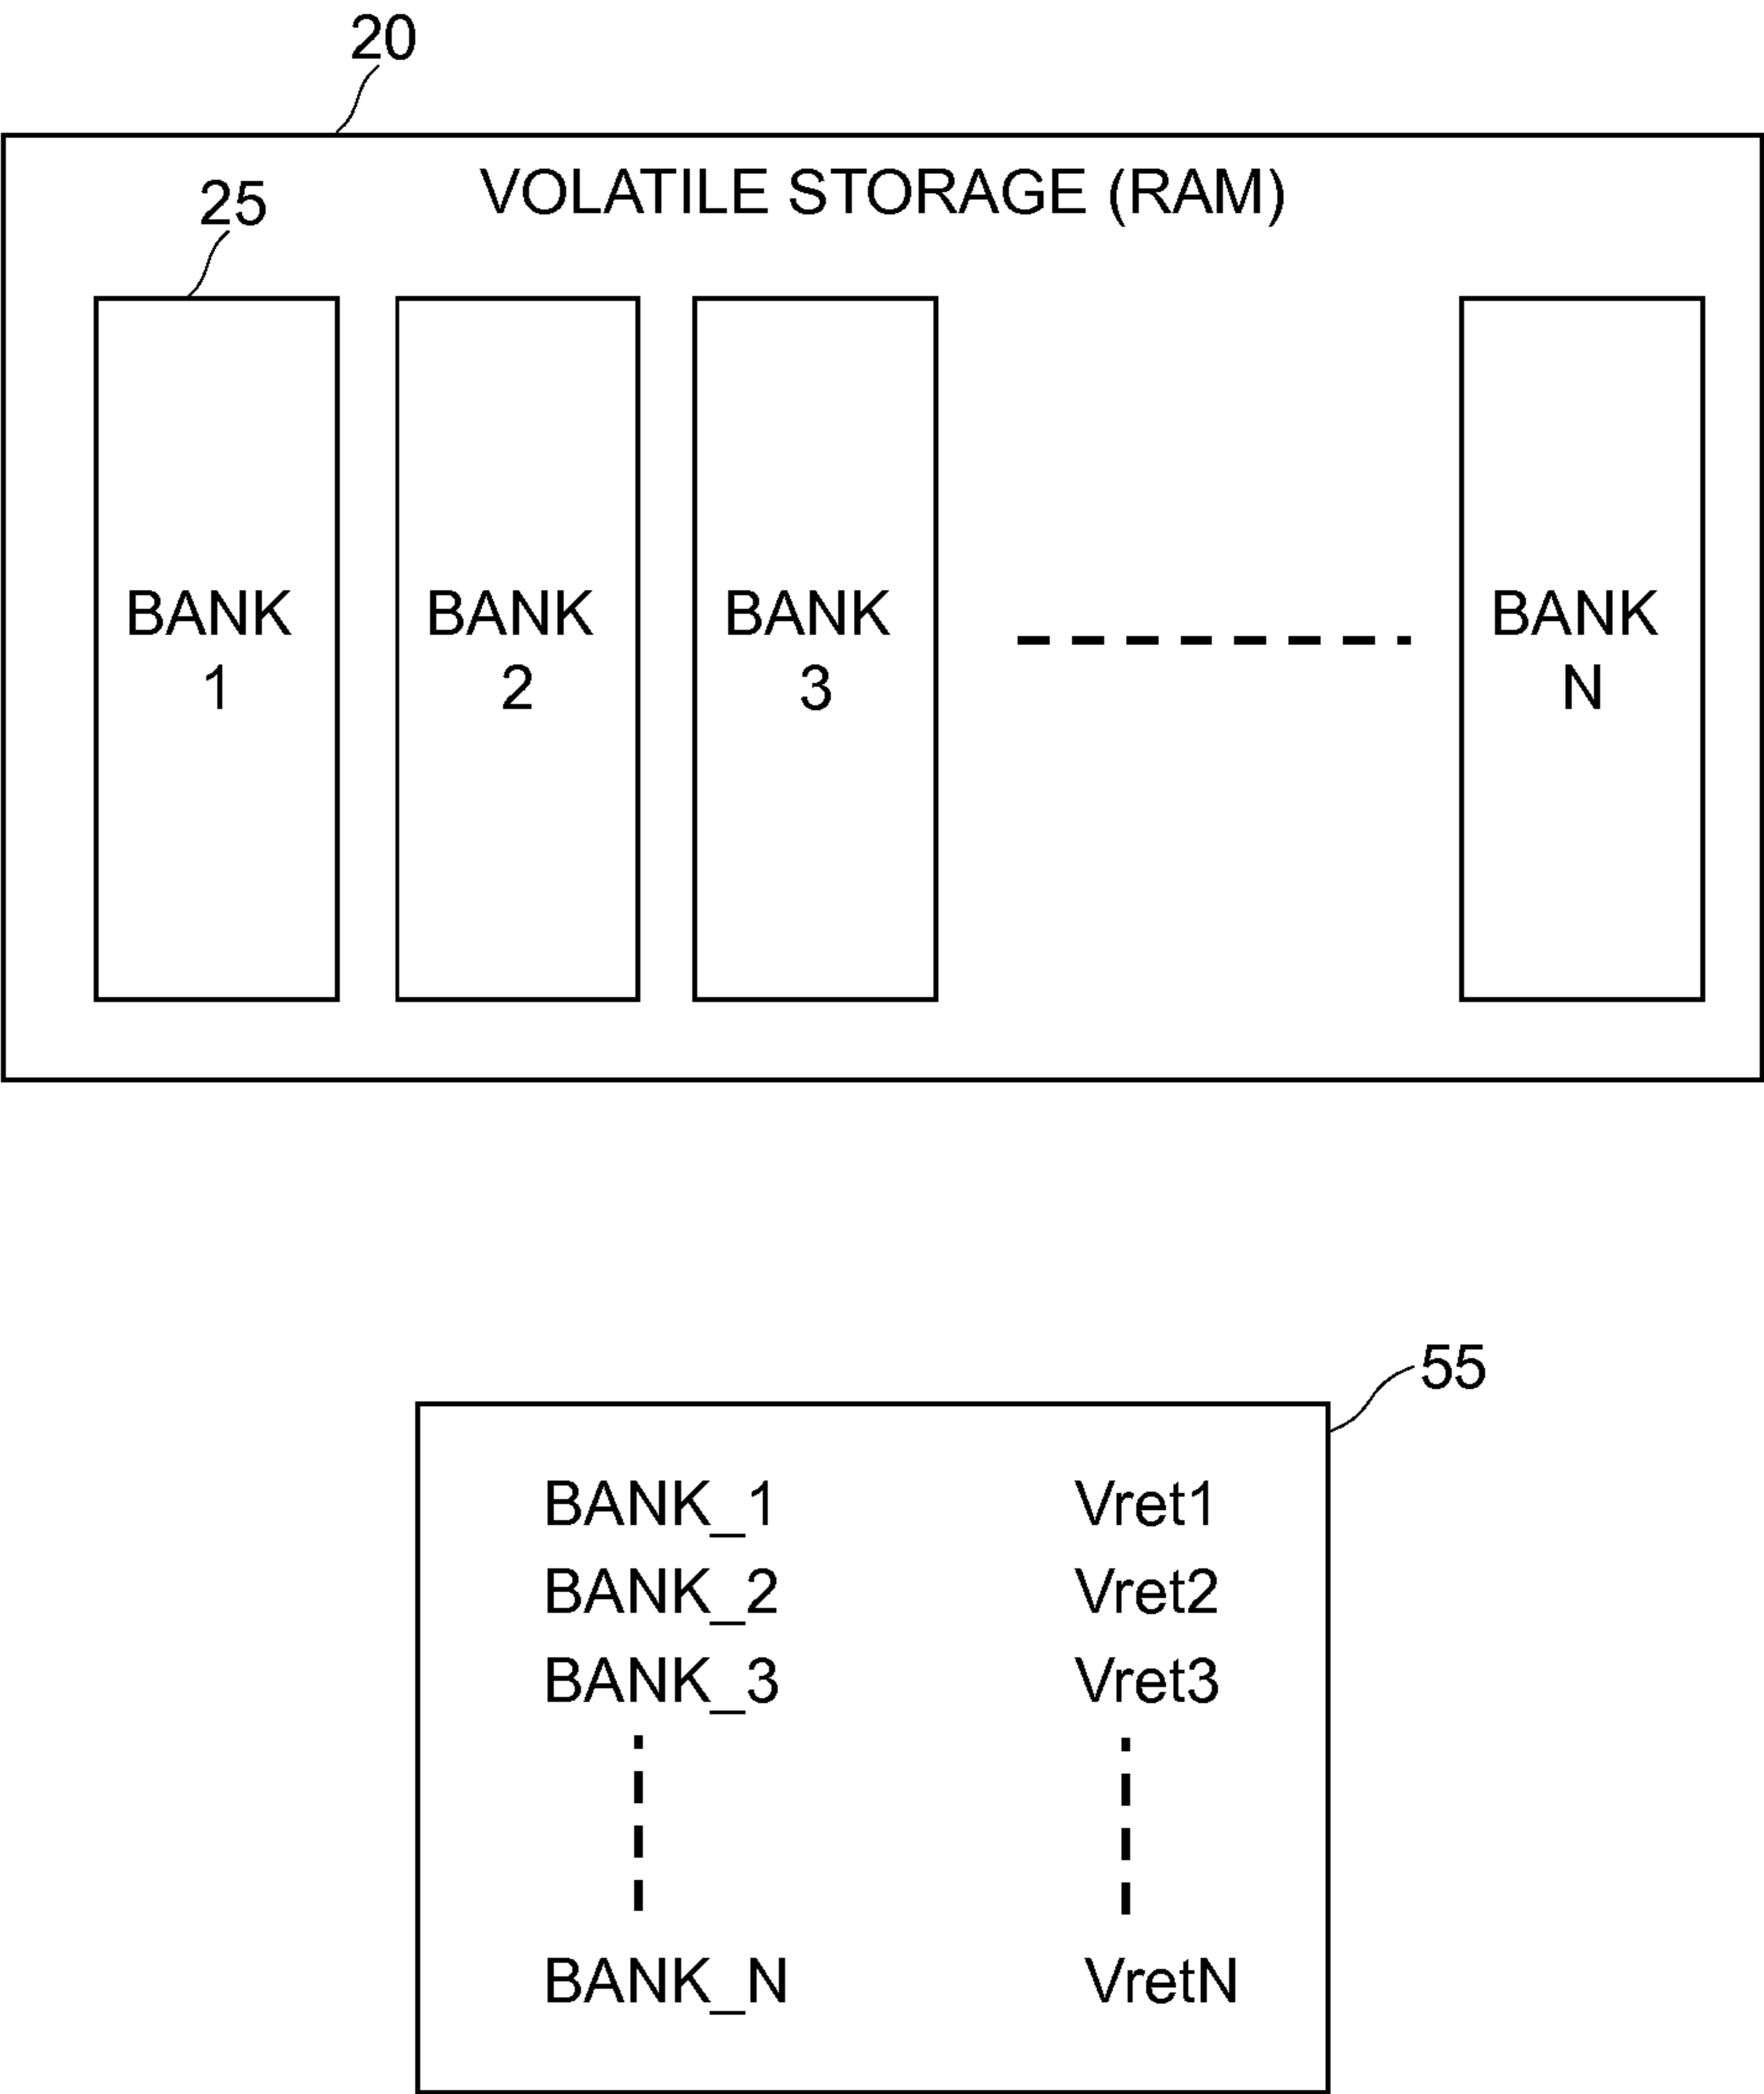 20
VOLATILE STORAGE (RAM)
25
BANK
1
BANK
2
BANK
3
BANK
N
55
BANK_1 Vret1
BANK_2 Vret2
BANK_3 Vret3
BANK_N VretN